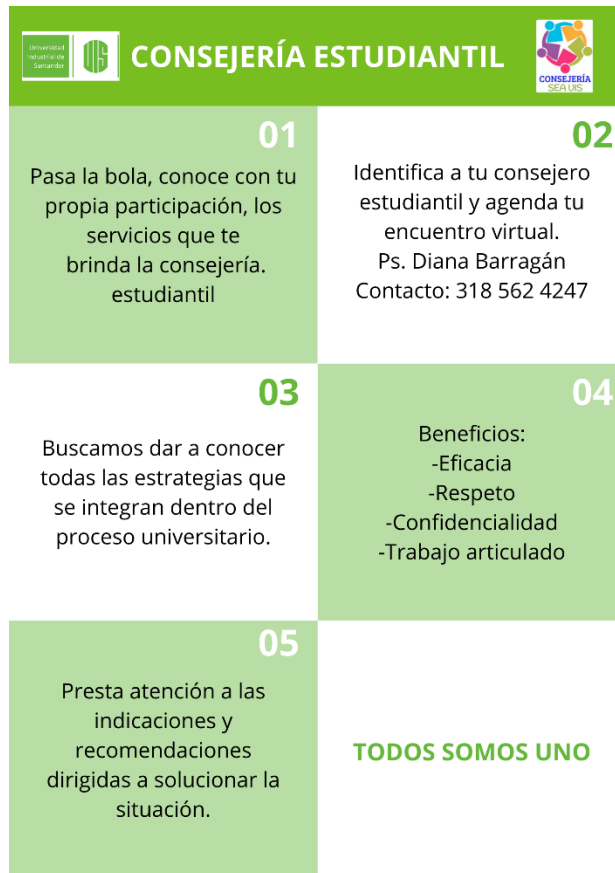 Universidad
Industrial de
Santander
UIS
CONSEJERÍA ESTUDIANTIL
CONSEJERÍA
SEA UIS
01
Pasa la bola, conoce con tu
propia participación, los
servicios que te
brinda la consejería.
estudiantil
02
Identifica a tu consejero
estudiantil y agenda tu
encuentro virtual.
Ps. Diana Barragán
Contacto: 318 562 4247
03
Buscamos dar a conocer
todas las estrategias que
se integran dentro del
proceso universitario.
04
Beneficios:
-Eficacia
-Respeto
-Confidencialidad
-Trabajo articulado
05
Presta atención a las
indicaciones y
recomendaciones
dirigidas a solucionar la
situación.
TODOS SOMOS UNO